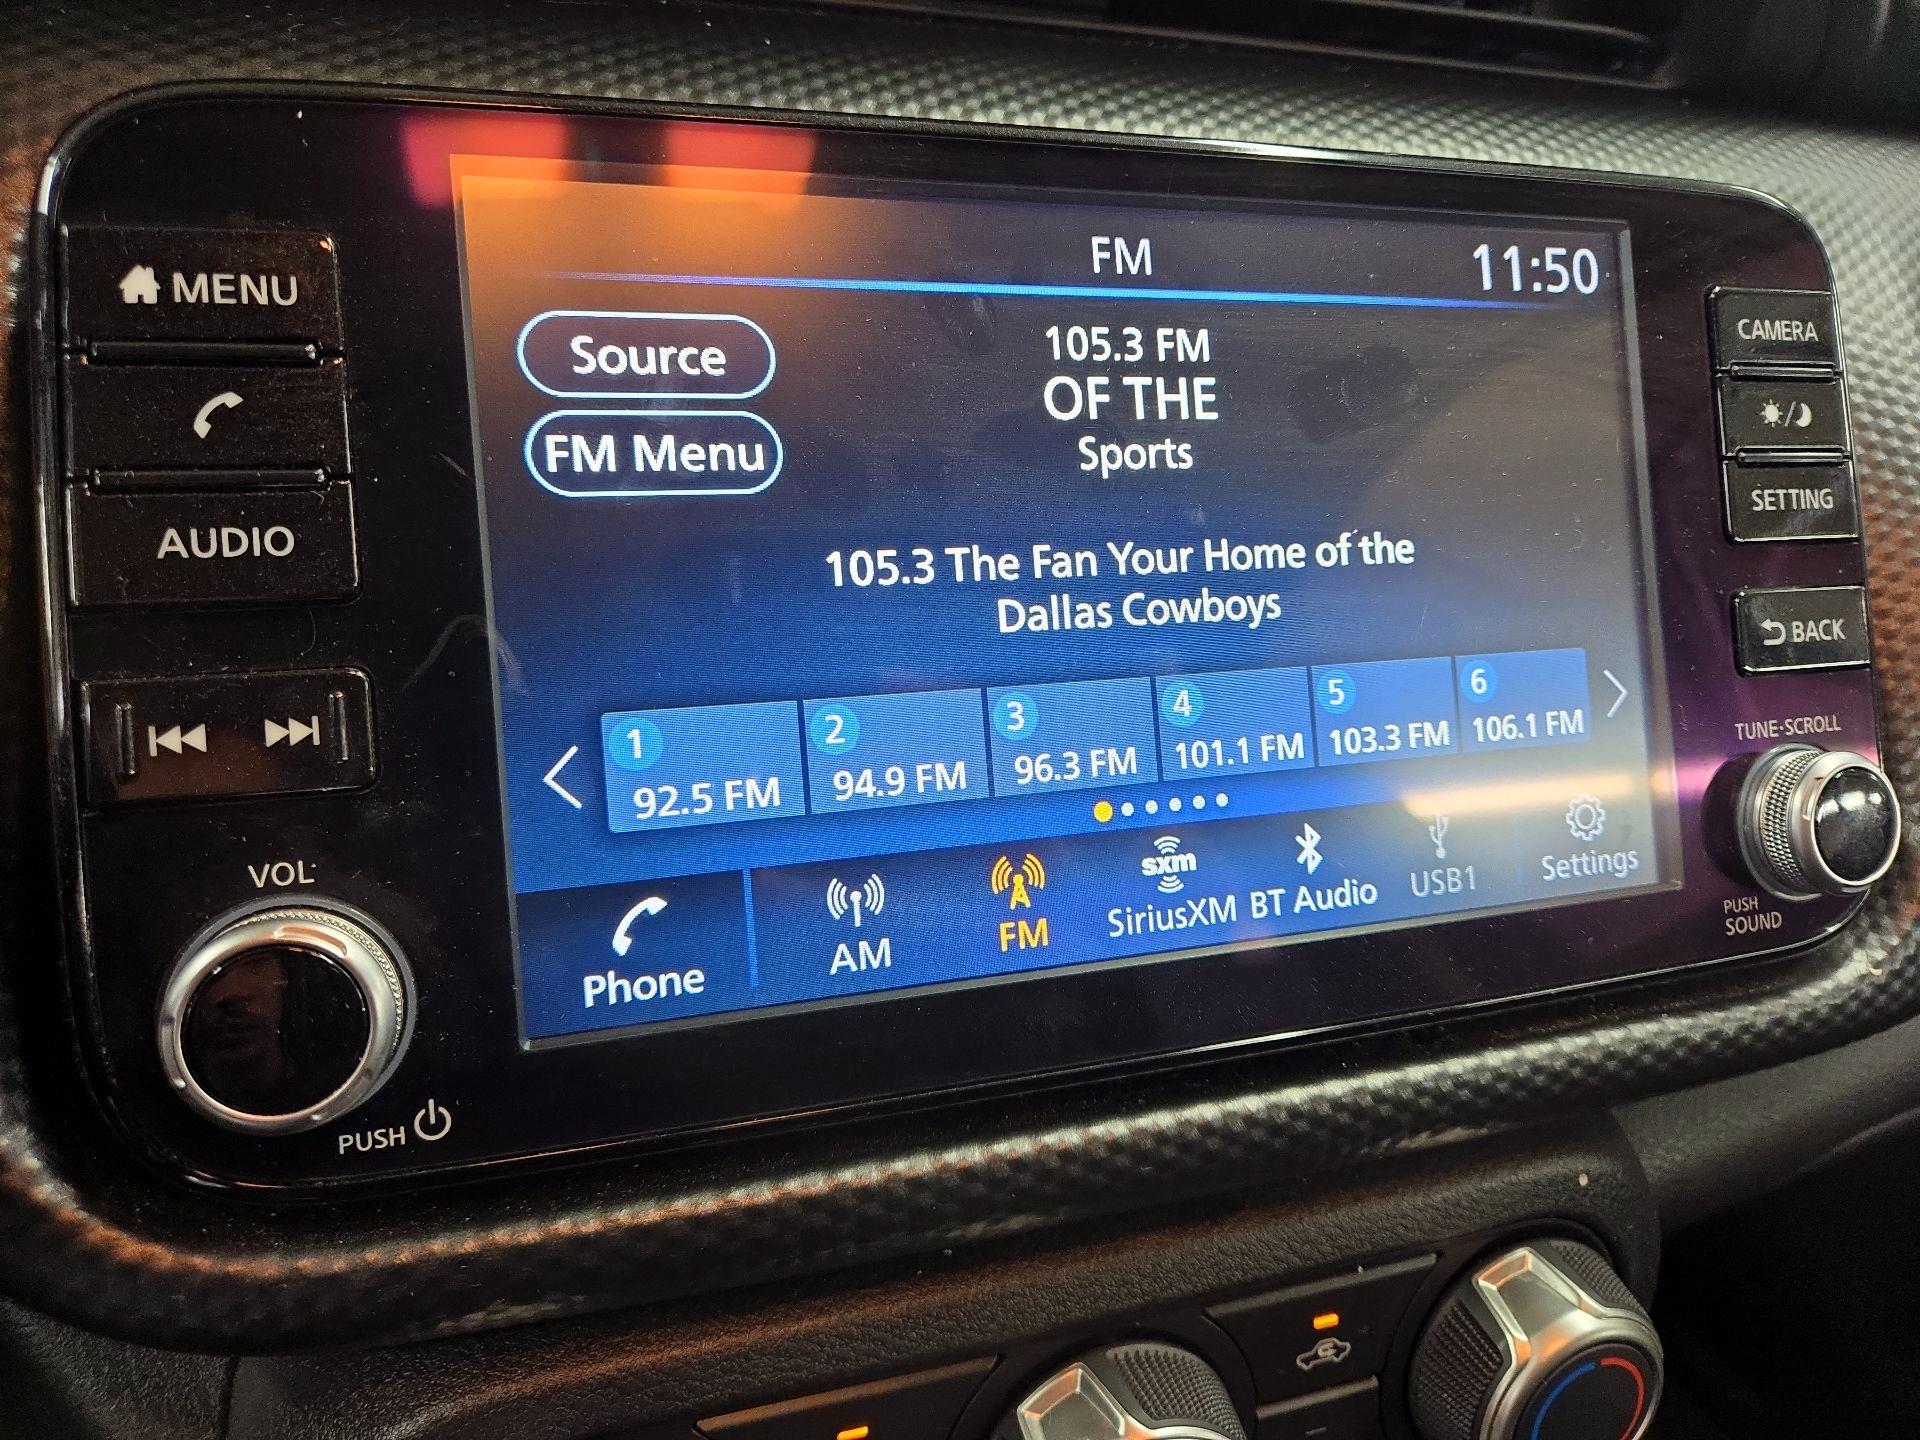 MENU
AUDIO
VOL
PUSH
FM
11:50
Source
FM Menu
105.3 FM
OF THE
Sports
105.3 The Fan Your Home of the
Dallas Cowboys
1
92.5 FM
2
94.9 FM
3
96.3 FM
4
101.1 FM
5
103.3 FM
6
106.1 FM
Phone
AM
FM
sxm
SiriusXM
BT Audio
USB1
Settings
CAMERA
SETTING
BACK
TUNE·SCROLL
PUSH
SOUND